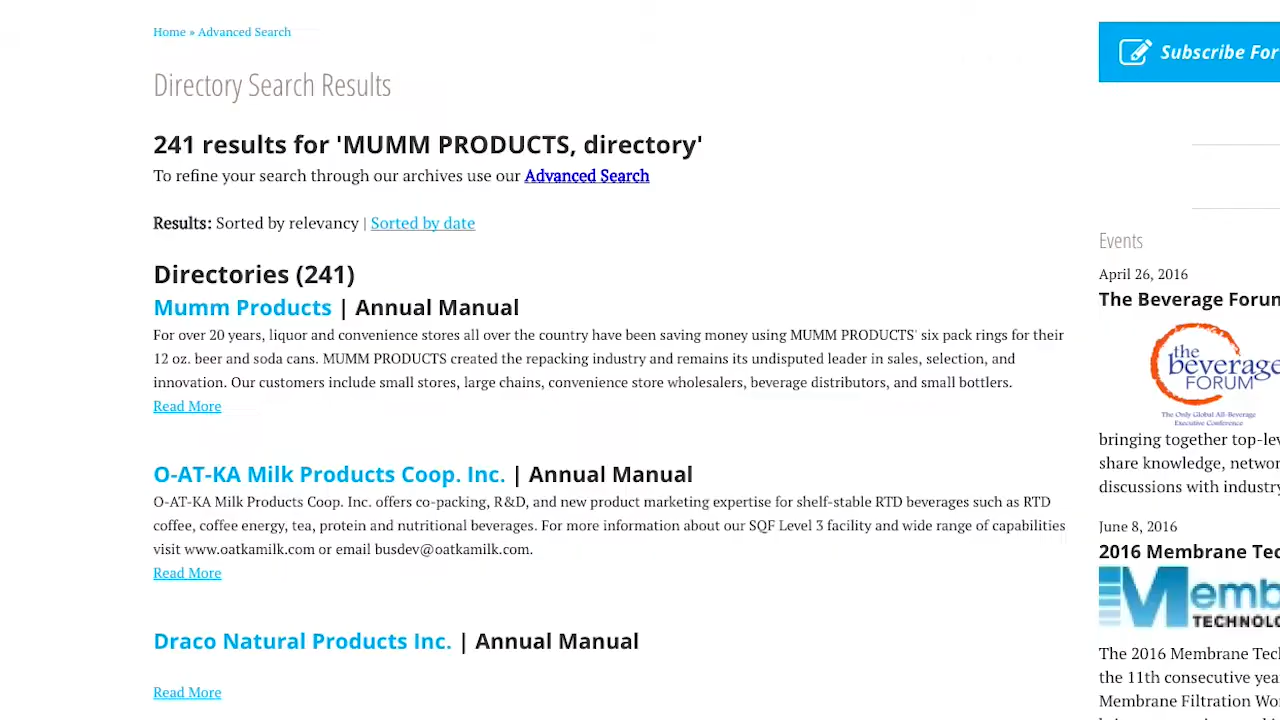 Home » Advanced Search
Directory Search Results
241 results for 'MUMM PRODUCTS, directory'
To refine your search through our archives use our Advanced Search
Results: Sorted by relevancy | Sorted by date
Directories (241)
Mumm Products | Annual Manual
For over 20 years, liquor and convenience stores all over the country have been saving money using MUMM PRODUCTS' six pack rings for their
12 oz. beer and soda cans. MUMM PRODUCTS created the repacking industry and remains its undisputed leader in sales, selection, and
innovation. Our customers include small stores, large chains, convenience store wholesalers, beverage distributors, and small bottlers.
Read More
O-AT-KA Milk Products Coop. Inc. | Annual Manual
O-AT-KA Milk Products Coop. Inc. offers co-packing, R&D, and new product marketing expertise for shelf-stable RTD beverages such as RTD
coffee, coffee energy, tea, protein and nutritional beverages. For more information about our SQF Level 3 facility and wide range of capabilities
visit www.oatkamilk.com or email busdev@oatkamilk.com.
Read More
Draco Natural Products Inc. | Annual Manual
Read More
Subscribe For
Events
April 26, 2016
The Beverage Forum
the
beverage
FORUM
The Only Global All-Beverage
Executive Conference
bringing together top-lev
share knowledge, networ
discussions with industry
June 8, 2016
2016 Membrane Tec
Memb
TECHNOLO
The 2016 Membrane Tech
the 11th consecutive yea
Membrane Filtration Wo